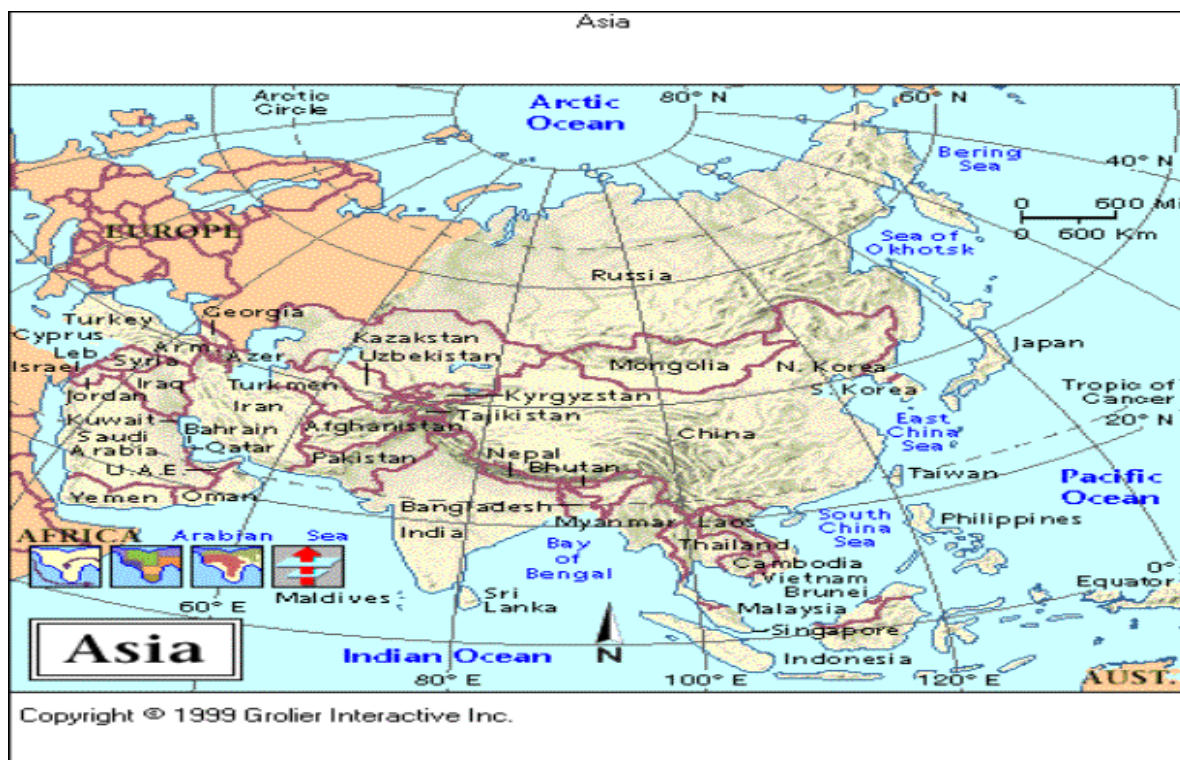 Asia
Arctic Circle
Arctic Ocean
80° N
60° N
Bering Sea
40° N
0 600 Mi
0 600 Km
EUROPE
Sea of Okhotsk
Russia
Georgia
Turkey
Cyprus
Kazakstan
Arm.
Azer.
Uzbekistan
Leb.
Syria
Israel
Mongolia
N. Korea
Japan
Iraq
Turkmen.
Jordan
Iran
Kyrgyzstan
S. Korea
Tropic of Cancer
Tajikistan
Kuwait
Bahrain
Afghanistan
20° N
Saudi Arabia
Qatar
China
East China Sea
Pakistan
Nepal
U.A.E.
Bhutan
Taiwan
Pacific Ocean
Yemen
Oman
Bangladesh
Myanmar
Laos
South China Sea
Philippines
AFRICA
Arabian Sea
India
Bay of Bengal
Thailand
Cambodia
Vietnam
0°
Equator
Brunei
Maldives
Sri Lanka
60° E
Malaysia
Singapore
Asia
Indian Ocean
N
Indonesia
80° E
100° E
120° E
AUST.
Copyright © 1999 Grolier Interactive Inc.